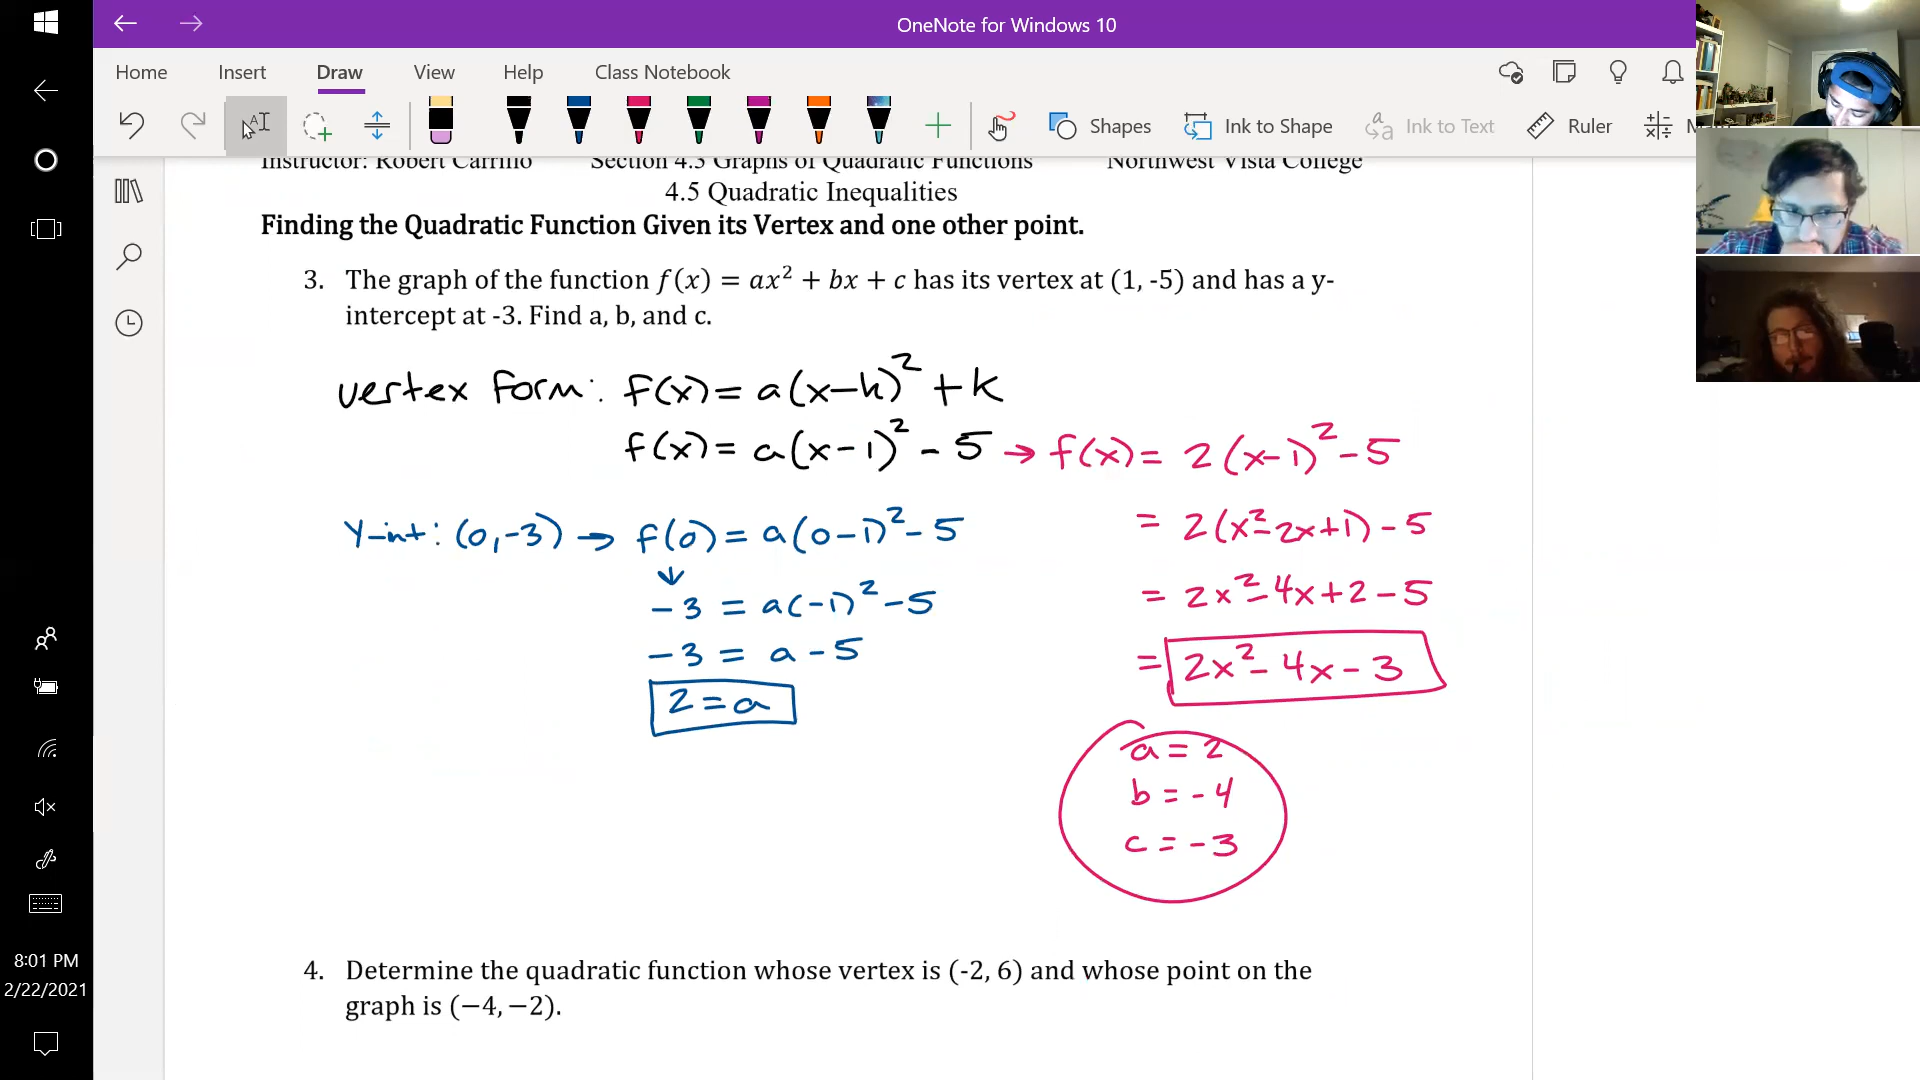 OneNote for Windows 10
Home Insert Draw View Help Class Notebook
Shapes Ink to Shape Ink to Text Ruler
Instructor: Robert Carrillo Section 4.3 Graphs of Quadratic Functions Northwest Vista College
4.5 Quadratic Inequalities
Finding the Quadratic Function Given its Vertex and one other point.
3. The graph of the function f(x) = ax² + bx + c has its vertex at (1, -5) and has a y-
intercept at -3. Find a, b, and c.
vertex form: f(x) = a(x-h)² + k
f(x) = a(x-1)² - 5 → f(x) = 2(x-1)² - 5
= 2(x² - 2x + 1) - 5
= 2x² - 4x + 2 - 5
= 2x² - 4x - 3
Y-int: (0, -3) → f(0) = a(0-1)² - 5
↓
-3 = a(-1)² - 5
-3 = a - 5
2 = a
a = 2
b = -4
c = -3
4. Determine the quadratic function whose vertex is (-2, 6) and whose point on the
graph is (−4, −2).
8:01 PM
2/22/2021